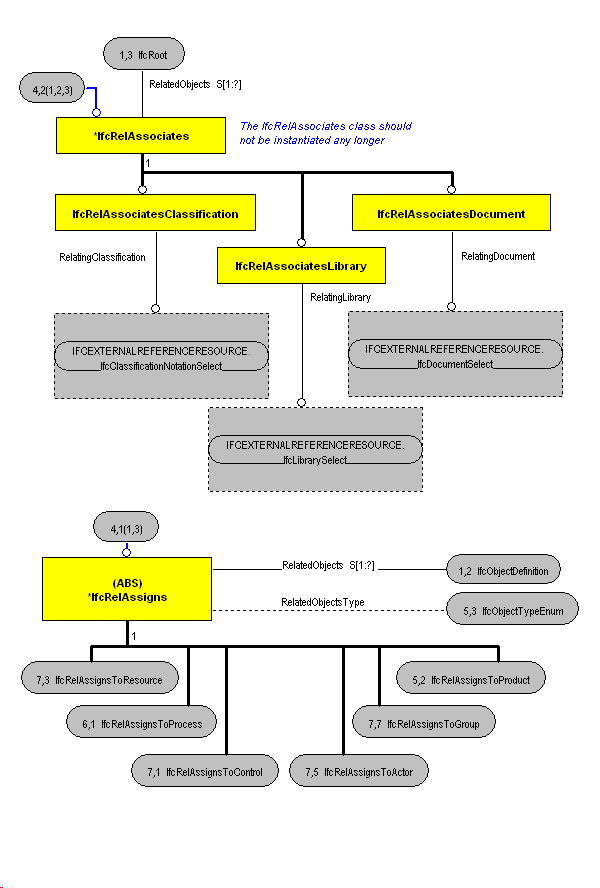 1,3 IfcRoot
4,2(1,2,3)
RelatedObjects S[1:?]
*IfcRelAssociates
The IfcRelAssociates class should
not be instantiated any longer
1
IfcRelAssociatesClassification
IfcRelAssociatesDocument
RelatingClassification
IfcRelAssociatesLibrary
RelatingDocument
RelatingLibrary
IFCEXTERNALREFERENCERESOURCE.
IfcClassificationNotationSelect
IFCEXTERNALREFERENCERESOURCE.
IfcDocumentSelect
IFCEXTERNALREFERENCERESOURCE.
IfcLibrarySelect
4,1(1,3)
(ABS)
*IfcRelAssigns
RelatedObjects S[1:?]
1,2 IfcObjectDefinition
RelatedObjectsType
5,3 IfcObjectTypeEnum
1
7,3 IfcRelAssignsToResource
5,2 IfcRelAssignsToProduct
6,1 IfcRelAssignsToProcess
7,7 IfcRelAssignsToGroup
7,1 IfcRelAssignsToControl
7,5 IfcRelAssignsToActor